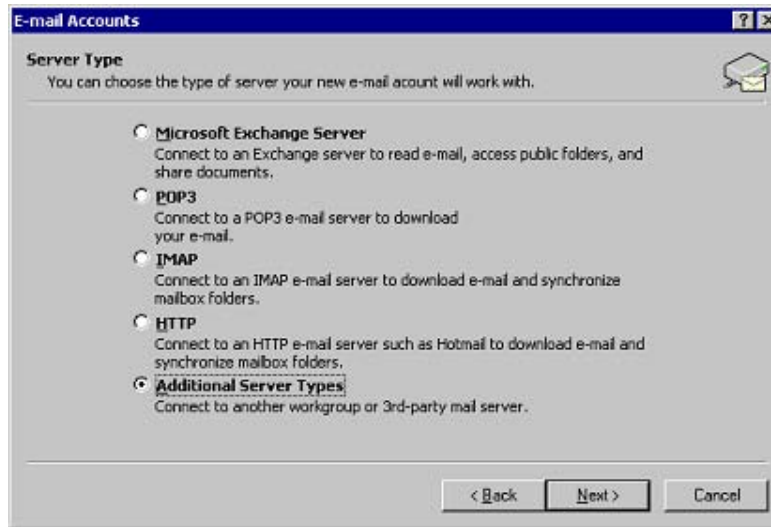 E-mail Accounts
Server Type
You can choose the type of server your new e-mail acount will work with.
Microsoft Exchange Server
Connect to an Exchange server to read e-mail, access public folders, and
share documents.
POP3
Connect to a POP3 e-mail server to download
your e-mail.
IMAP
Connect to an IMAP e-mail server to download e-mail and synchronize
mailbox folders.
HTTP
Connect to an HTTP e-mail server such as Hotmail to download e-mail and
synchronize mailbox folders.
Additional Server Types
Connect to another workgroup or 3rd-party mail server.
< Back Next > Cancel